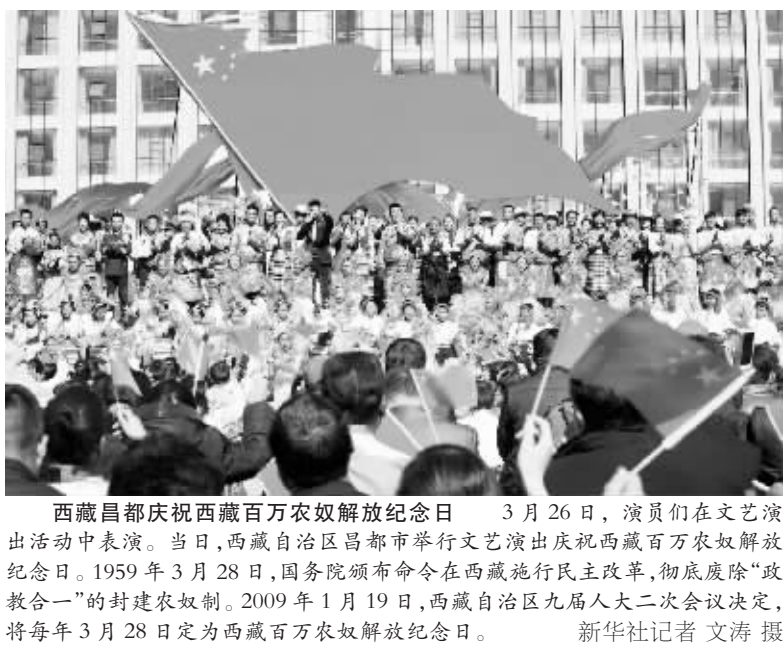 西藏昌都庆祝西藏百万农奴解放纪念日 3月26日，演员们在文艺演
出活动中表演。当日，西藏自治区昌都市举行文艺演出庆祝西藏百万农奴解放
纪念日。1959年3月28日，国务院颁布命令在西藏施行民主改革，彻底废除“政
教合一”的封建农奴制。2009年1月19日，西藏自治区九届人大二次会议决定，
将每年3月28日定为西藏百万农奴解放纪念日。 新华社记者 文涛 摄